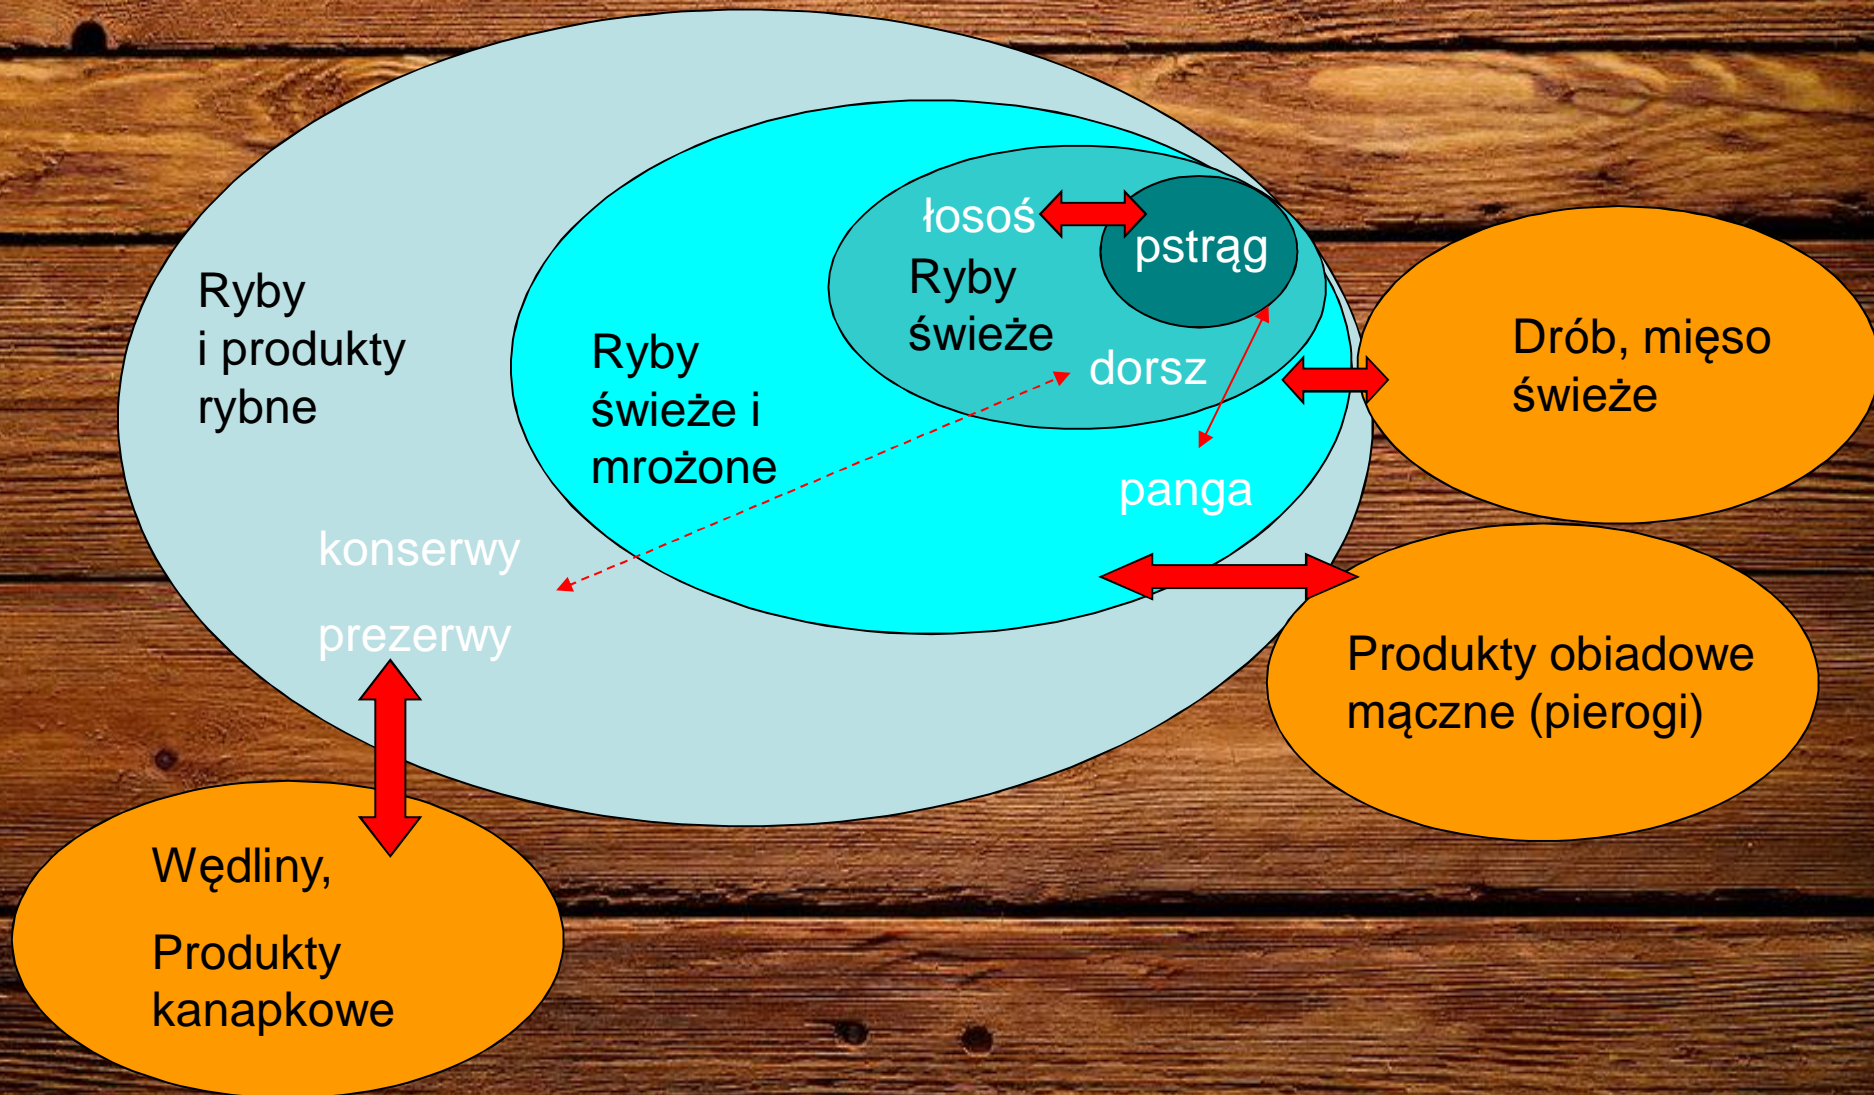 łosoś
pstrąg
Ryby
świeże
dorsz
Ryby
i produkty
rybne
Ryby
świeże i
mrożone
panga
konserwy
prezerwy
Drób, mięso
świeże
Produkty obiadowe
mączne (pierogi)
Wędliny,
Produkty
kanapkowe